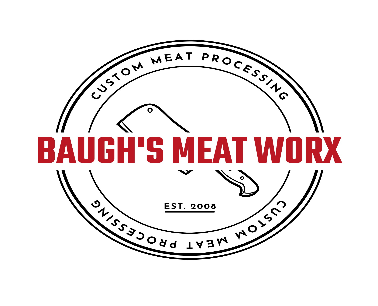 CUSTOM MEAT PROCESSING
BAUGH'S MEAT WORX
EST. 2008
CUSTOM MEAT PROCESSING